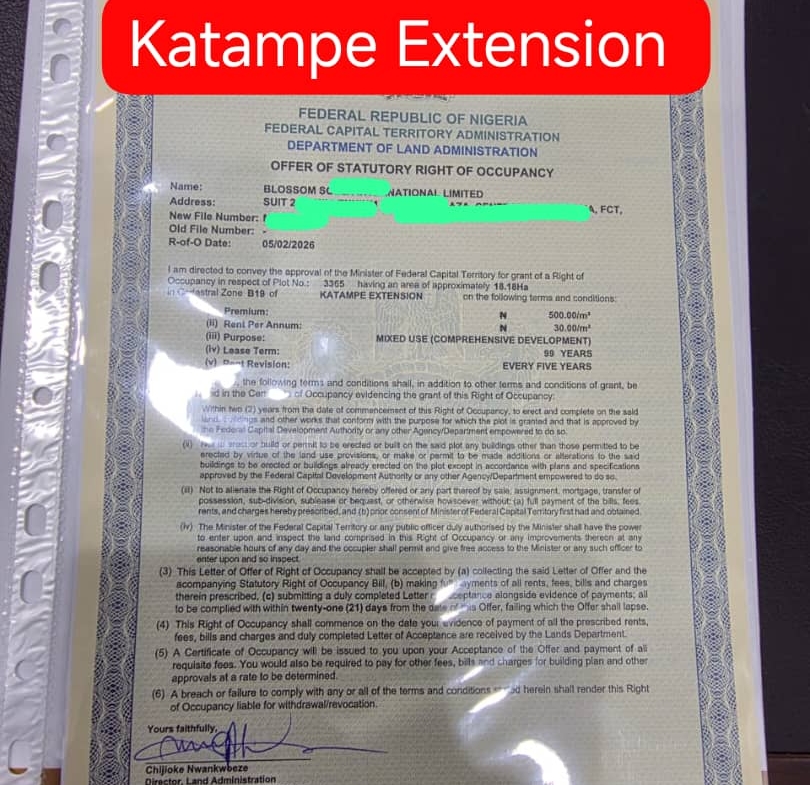 Katampe Extension
FEDERAL REPUBLIC OF NIGERIA
FEDERAL CAPITAL TERRITORY ADMINISTRATION
DEPARTMENT OF LAND ADMINISTRATION
OFFER OF STATUTORY RIGHT OF OCCUPANCY
Name: BLOSSOM NATIONAL LIMITED
Address: SUIT 2 FCT,
New File Number:
Old File Number: -
R-of-O Date: 05/02/2026
I am directed to convey the approval of the Minister of Federal Capital Territory for grant of a Right of
Occupancy in respect of Plot No.: 3365 having an area of approximately 18.18Ha
in Zone B19 of KATAMPE EXTENSION on the following terms and conditions:
Premium: ₦ 500.00/m²
(ii) Rent Per Annum: ₦ 30.00/m²
(iii) Purpose: MIXED USE (COMPREHENSIVE DEVELOPMENT)
(iv) Lease Term: 99 YEARS
(v) Revision: EVERY FIVE YEARS
the following terms and conditions shall, in addition to other terms and conditions of grant, be
in the of Occupancy evidencing the grant of this Right of Occupancy:
Within two (2) years from the date of commencement of this Right of Occupancy, to erect and complete on the said
land, buildings and other works that conform with the purpose for which the plot is granted and that is approved by
the Federal Capital Development Authority or any other Agency/Department empowered to do so.
(ii) Not to erect or build or permit to be erected or built on the said plot any buildings other than those permitted to be
erected by virtue of the land use provisions, or make or permit to be made additions or alterations to the said
buildings to be erected or buildings already erected on the plot except in accordance with plans and specifications
approved by the Federal Capital Development Authority or any other Agency/Department empowered to do so.
(iii) Not to alienate the Right of Occupancy hereby offered or any part thereof by sale, assignment, mortgage, transfer of
possession, sub-division, sublease or bequest, or otherwise howsoever without: (a) full payment of the bills, fees,
rents, and charges hereby prescribed, and (b) prior consent of Minister of Federal Capital Territory first had and obtained.
(iv) The Minister of the Federal Capital Territory or any public officer duly authorised by the Minister shall have the power
to enter upon and inspect the land comprised in this Right of Occupancy or any improvements thereon at any
reasonable hours of any day and the occupier shall permit and give free access to the Minister or any such officer to
enter upon and so inspect.
(3) This Letter of Offer of Right of Occupancy shall be accepted by (a) collecting the said Letter of Offer and the
acompanying Statutory Right of Occupancy Bill, (b) making full payments of all rents, fees, bills and charges
therein prescribed, (c) submitting a duly completed Letter of Acceptance alongside evidence of payments; all
to be complied with within twenty-one (21) days from the date of this Offer, failing which the Offer shall lapse.
(4) This Right of Occupancy shall commence on the date your evidence of payment of all the prescribed rents,
fees, bills and charges and duly completed Letter of Acceptance are received by the Lands Department.
(5) A Certificate of Occupancy will be issued to you upon your Acceptance of the Offer and payment of all
requisite fees. You would also be required to pay for other fees, bills and charges for building plan and other
approvals at a rate to be determined.
(6) A breach or failure to comply with any or all of the terms and conditions herein shall render this Right
of Occupancy liable for withdrawal/revocation.
Yours faithfully,
Chijioke Nwankwoeze
Director, Land Administration